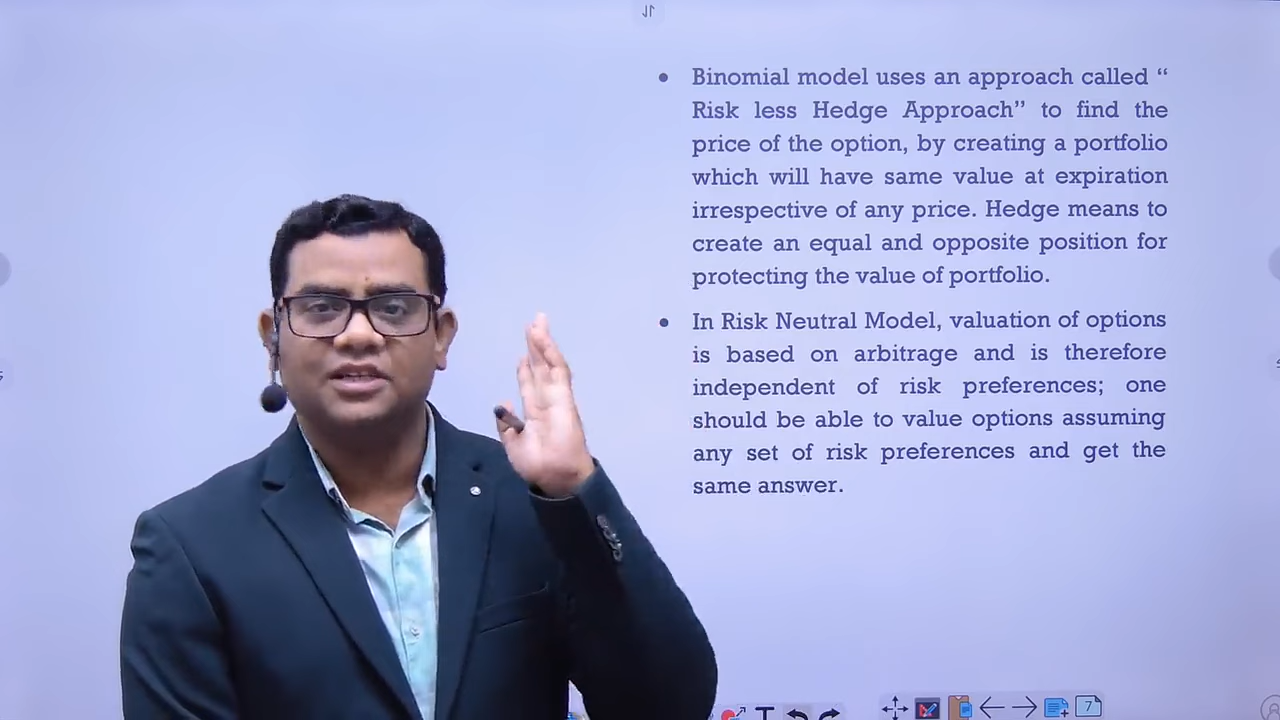 Binomial model uses an approach called “
Risk less Hedge Approach” to find the
price of the option, by creating a portfolio
which will have same value at expiration
irrespective of any price. Hedge means to
create an equal and opposite position for
protecting the value of portfolio.
In Risk Neutral Model, valuation of options
is based on arbitrage and is therefore
independent of risk preferences; one
should be able to value options assuming
any set of risk preferences and get the
same answer.
T
7